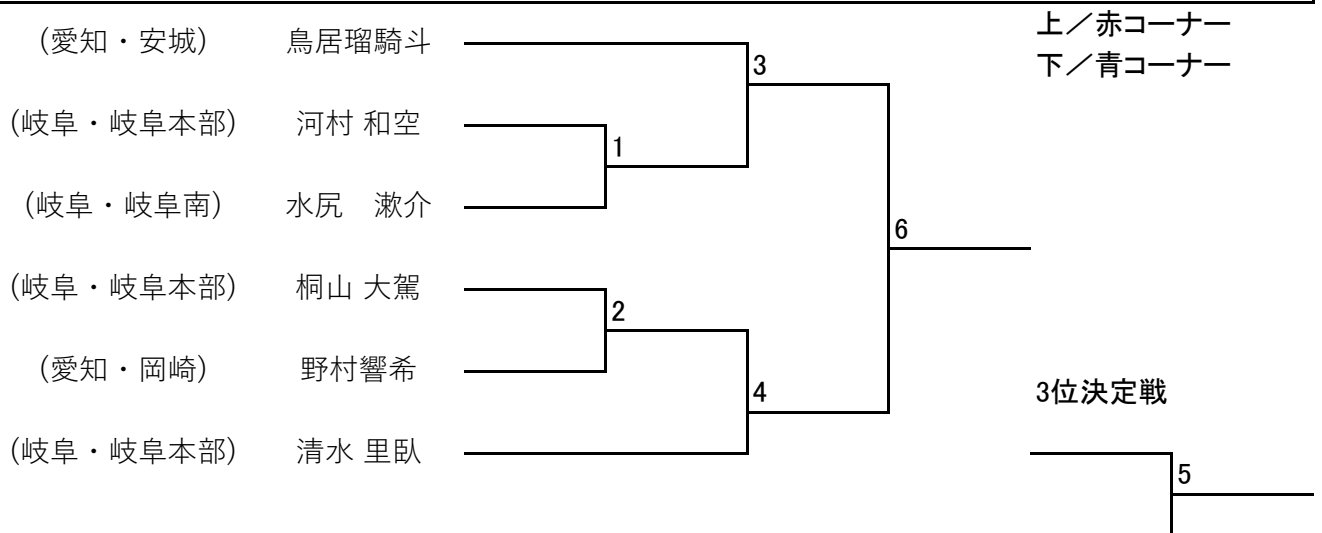 上／赤コーナー
(愛知・安城) 鳥居瑠騎斗
下／青コーナー
3
(岐阜・岐阜本部) 河村 和空
1
(岐阜・岐阜南) 水尻　漱介
6
(岐阜・岐阜本部) 桐山 大駕
2
(愛知・岡崎) 野村響希
4
3位決定戦
(岐阜・岐阜本部) 清水 里臥
5